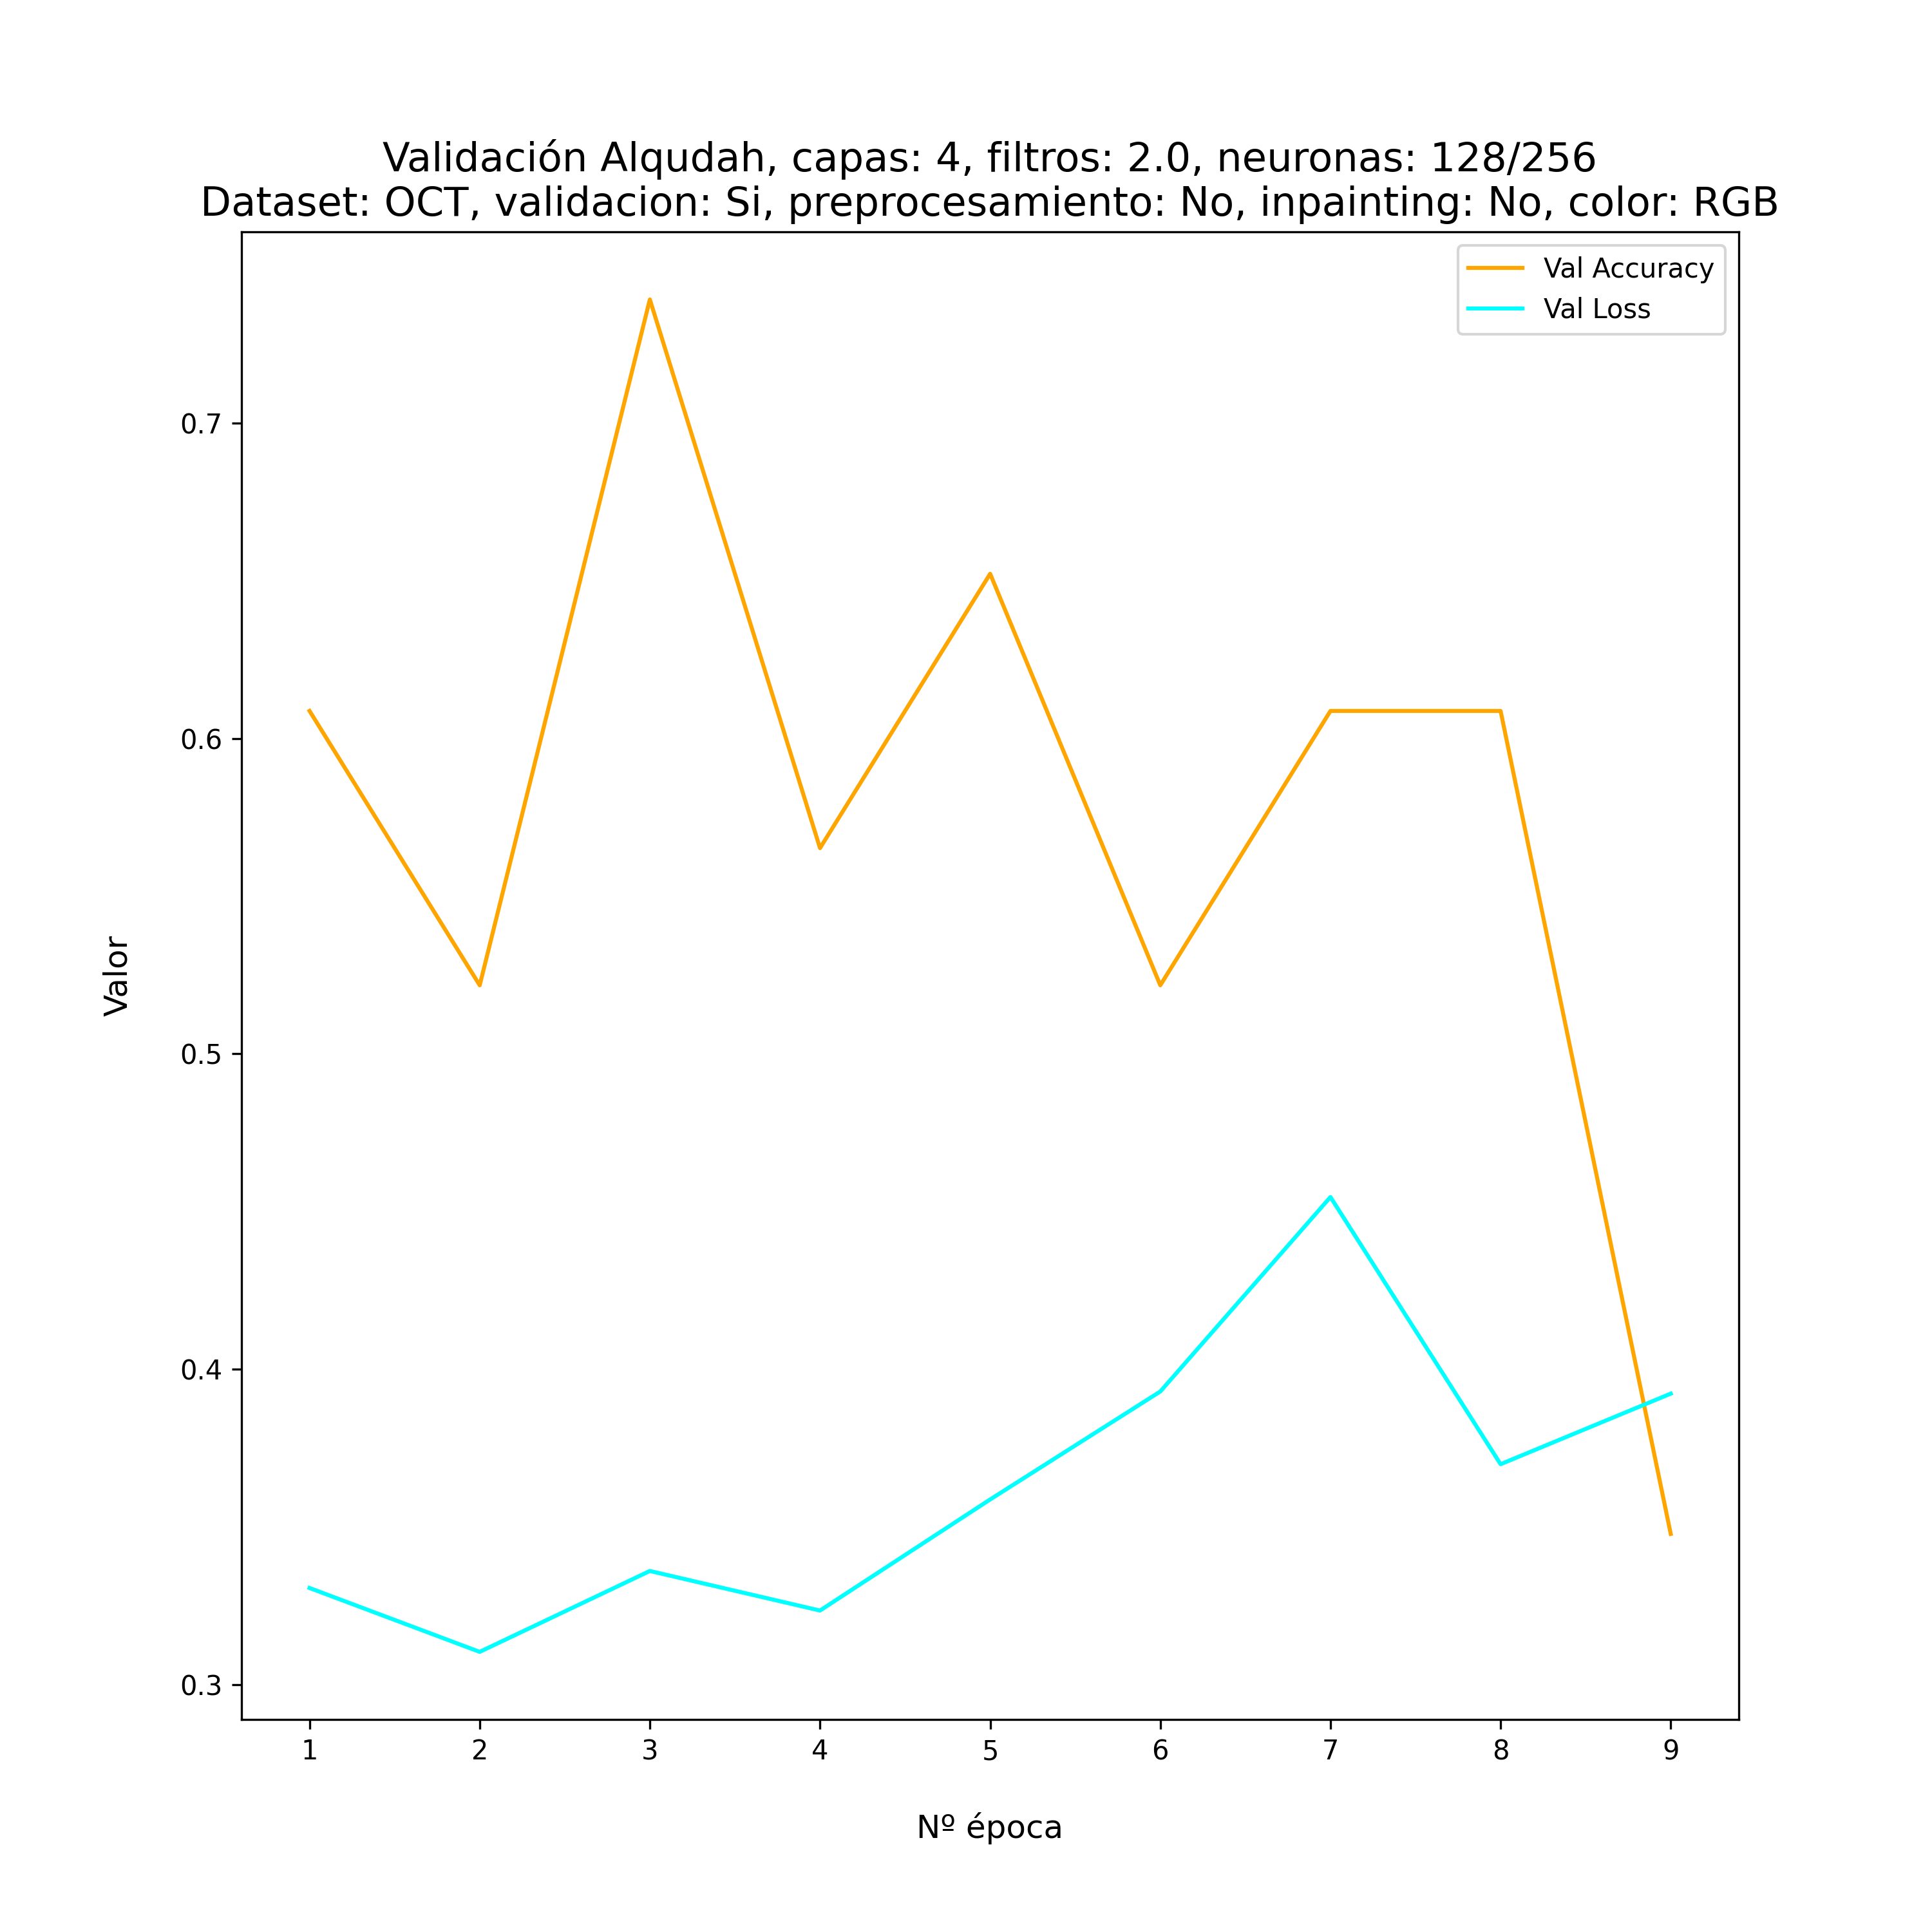 Validación Alqudah, capas: 4, filtros: 2.0, neuronas: 128/256
Dataset: OCT, validacion: Si, preprocesamiento: No, inpainting: No, color: RGB
Val Accuracy
Val Loss
0.7
0.6
0.5
0.4
0.3
Valor
1 2 3 4 5 6 7 8 9
Nº época